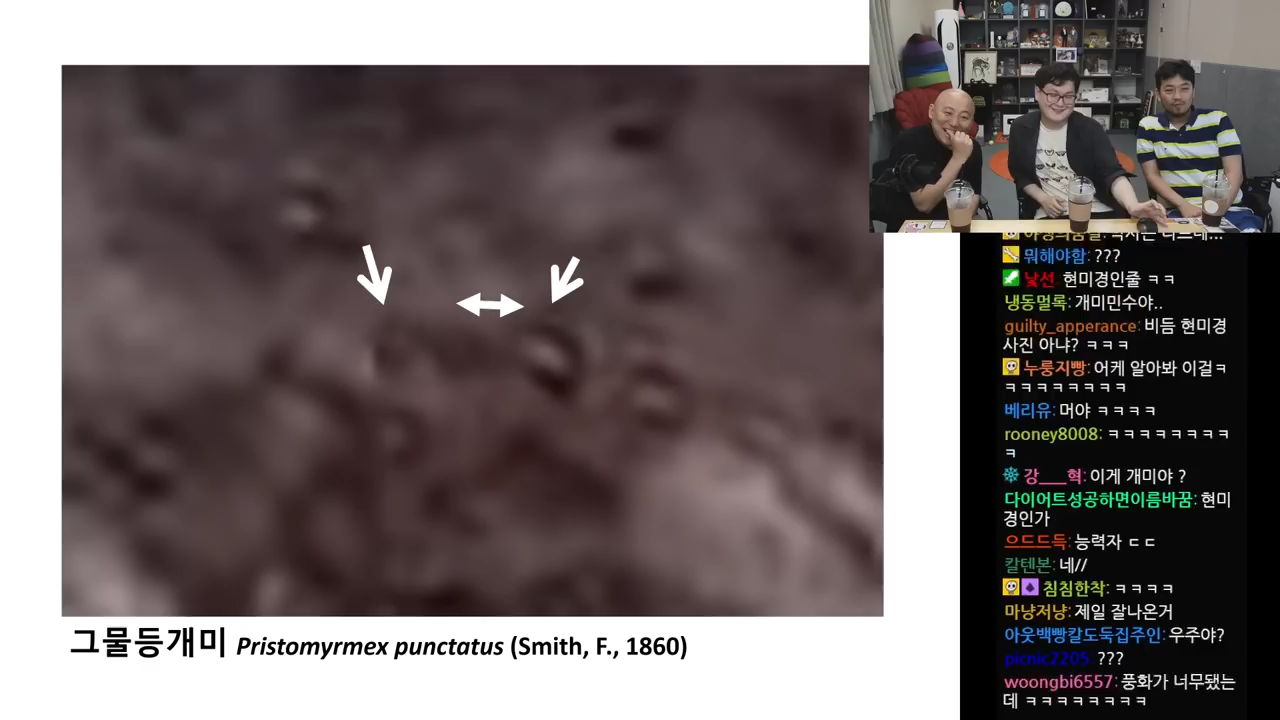 그물등개미 Pristomyrmex punctatus (Smith, F., 1860)
뭐해야함: ???
낯선: 현미경인줄 ㅋㅋ
냉동멀록: 개미민수야..
guilty_apperance: 비듬 현미경
사진 아냐? ㅋㅋㅋ
누룽지빵: 어케 알아봐 이걸ㅋ
ㅋㅋㅋㅋㅋㅋㅋㅋ
베리유: 머야 ㅋㅋㅋㅋ
rooney8008: ㅋㅋㅋㅋㅋㅋㅋㅋ
ㅋ
강___혁: 이게 개미야 ?
다이어트성공하면이름바꿈: 현미
경인가
으드드득: 능력자 ㄷㄷ
칼텐본: 네//
침침한착: ㅋㅋㅋㅋ
마냥저냥: 제일 잘나온거
아웃백빵칼도둑집주인: 우주야?
picnic2205: ???
woongbi6557: 풍화가 너무됐는
데 ㅋㅋㅋㅋㅋㅋㅋㅋ